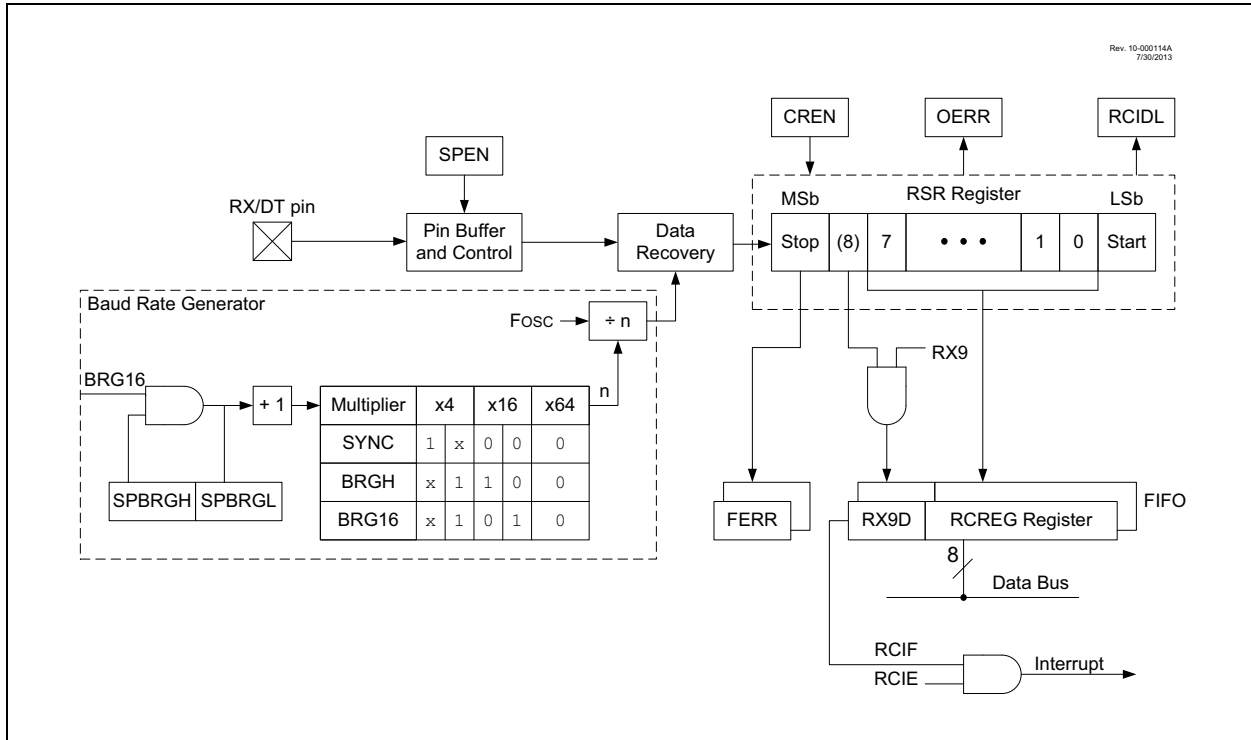 Rev. 10-000114A
7/30/2013
CREN
OERR
RCIDL
SPEN
RX/DT pin
Pin Buffer
and Control
Data
Recovery
MSb
RSR Register
LSb
Stop (8) 7 • • • 1 0 Start
Baud Rate Generator
FOSC
÷ n
n
RX9
BRG16
+ 1
Multiplier x4 x16 x64
SYNC 1 x 0 0 0
BRGH x 1 1 0 0
BRG16 x 1 0 1 0
SPBRGH SPBRGL
FERR
RX9D
RCREG Register
FIFO
8
Data Bus
RCIF
RCIE
Interrupt